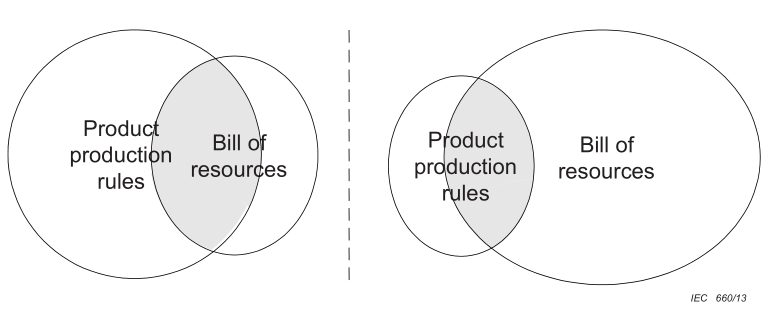 Product
production
rules
Bill of
resources
Product
production
rules
Bill of
resources
IEC 660/13